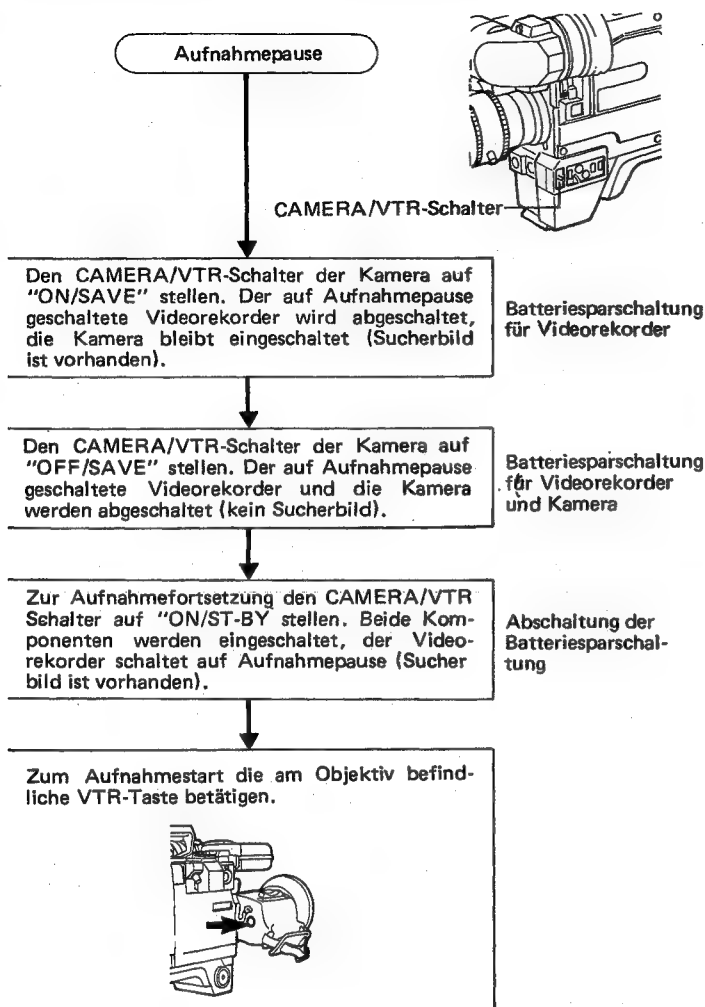 Aufnahmepause
CAMERA/VTR-Schalter
Den CAMERA/VTR-Schalter der Kamera auf
"ON/SAVE" stellen. Der auf Aufnahmepause
geschaltete Videorekorder wird abgeschaltet,
die Kamera bleibt eingeschaltet (Sucherbild
ist vorhanden).
Batteriesparschaltung
für Videorekorder
Den CAMERA/VTR-Schalter der Kamera auf
"OFF/SAVE" stellen. Der auf Aufnahmepause
geschaltete Videorekorder und die Kamera
werden abgeschaltet (kein Sucherbild).
Batteriesparschaltung
für Videorekorder
und Kamera
Zur Aufnahmefortsetzung den CAMERA/VTR
Schalter auf "ON/ST-BY stellen. Beide Kom-
ponenten werden eingeschaltet, der Video-
rekorder schaltet auf Aufnahmepause (Sucher
bild ist vorhanden).
Abschaltung der
Batteriesparschal-
tung
Zum Aufnahmestart die am Objektiv befind-
liche VTR-Taste betätigen.